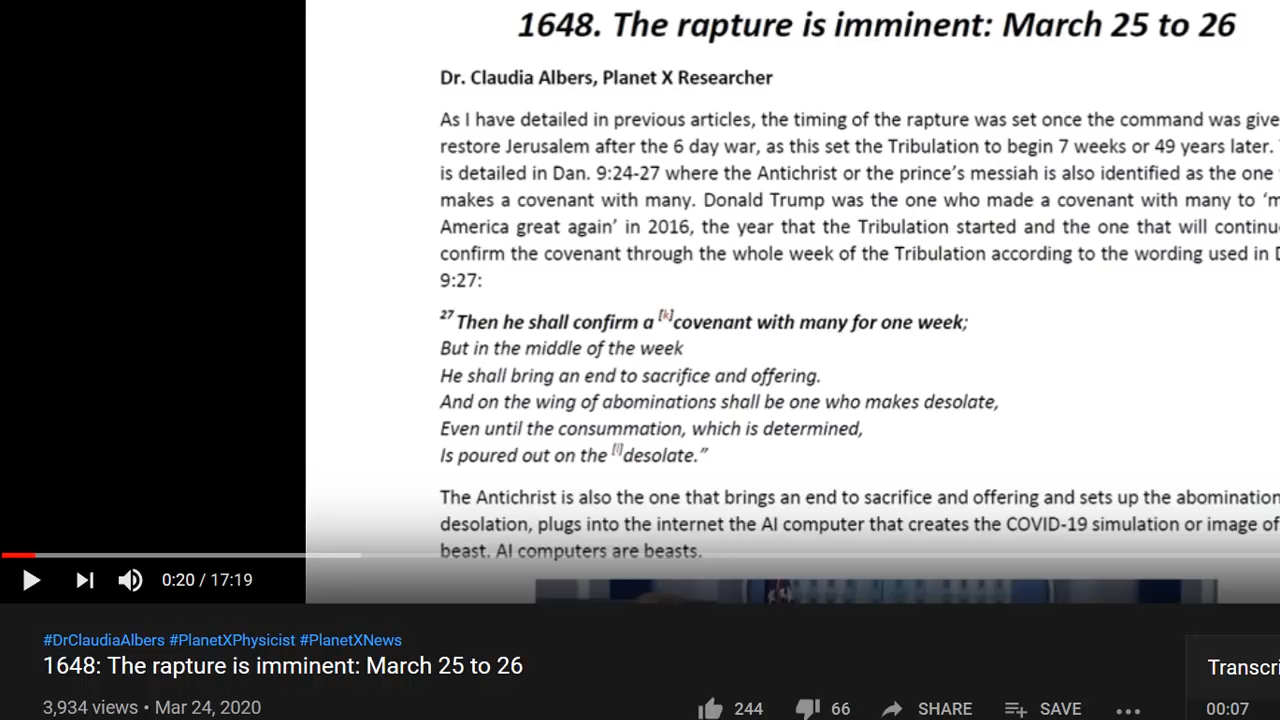 1648. The rapture is imminent: March 25 to 26
Dr. Claudia Albers, Planet X Researcher
As I have detailed in previous articles, the timing of the rapture was set once the command was give
restore Jerusalem after the 6 day war, as this set the Tribulation to begin 7 weeks or 49 years later.
is detailed in Dan. 9:24-27 where the Antichrist or the prince's messiah is also identified as the one
makes a covenant with many. Donald Trump was the one who made a covenant with many to 'm
America great again' in 2016, the year that the Tribulation started and the one that will continu
confirm the covenant through the whole week of the Tribulation according to the wording used in D
9:27:
27 Then he shall confirm a [k]covenant with many for one week;
But in the middle of the week
He shall bring an end to sacrifice and offering.
And on the wing of abominations shall be one who makes desolate,
Even until the consummation, which is determined,
Is poured out on the [l]desolate."
The Antichrist is also the one that brings an end to sacrifice and offering and sets up the abomination
desolation, plugs into the internet the AI computer that creates the COVID-19 simulation or image of
beast. AI computers are beasts.
0:20 / 17:19
#DrClaudiaAlbers #PlanetXPhysicist #PlanetXNews
1648: The rapture is imminent: March 25 to 26
Transcri
3,934 views • Mar 24, 2020
244 66 SHARE SAVE
00:07